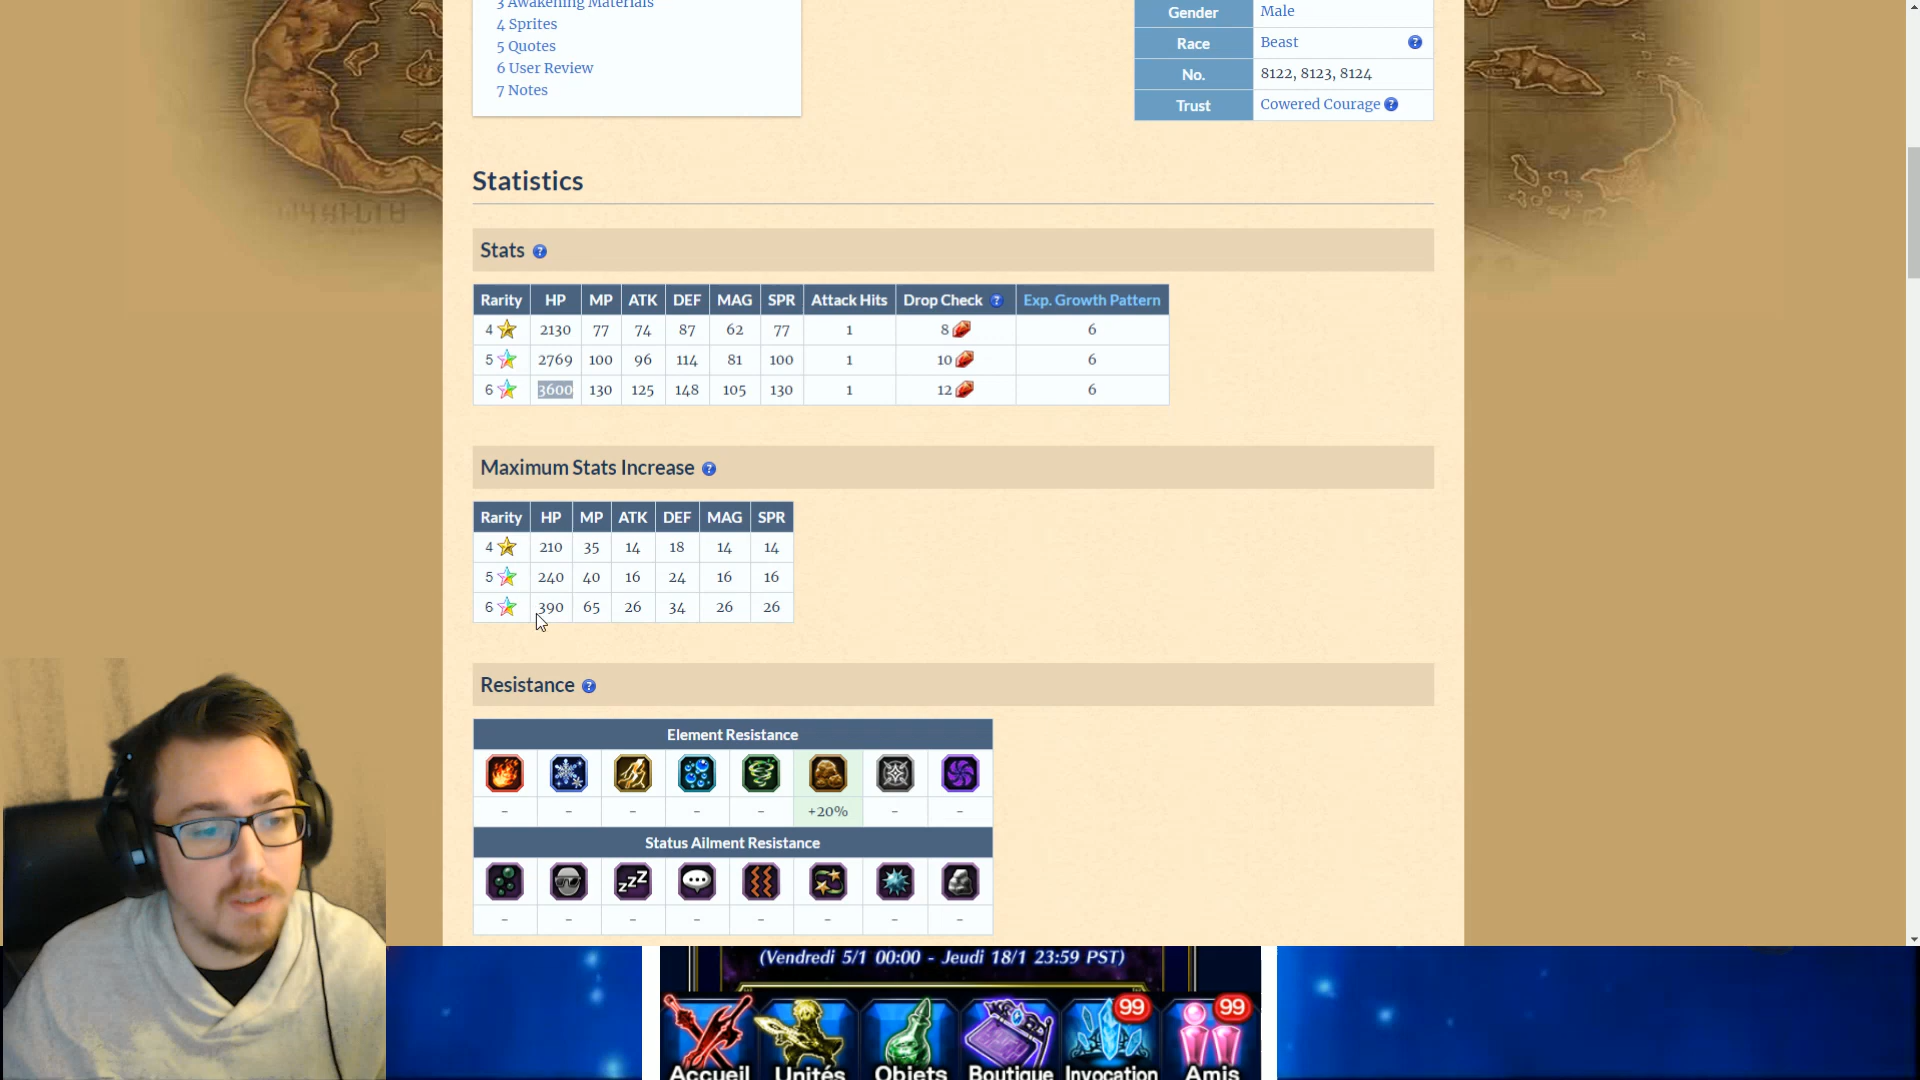 3 Awakening Materials
4 Sprites
5 Quotes
6 User Review
7 Notes
Gender Male
Race Beast
No. 8122, 8123, 8124
Trust Cowered Courage
Statistics
Stats
Rarity HP MP ATK DEF MAG SPR Attack Hits Drop Check Exp. Growth Pattern
4 2130 77 74 87 62 77 1 8 6
5 2769 100 96 114 81 100 1 10 6
6 3600 130 125 148 105 130 1 12 6
Maximum Stats Increase
Rarity HP MP ATK DEF MAG SPR
4 210 35 14 18 14 14
5 240 40 16 24 16 16
6 390 65 26 34 26 26
Resistance
Element Resistance
- - - - - +20% - -
Status Ailment Resistance
zzZ
- - - - - - - -
(Vendredi 5/1 00:00 - Jeudi 18/1 23:59 PST)
99 99
Accueil Unités Objets Boutique Invocation Amis